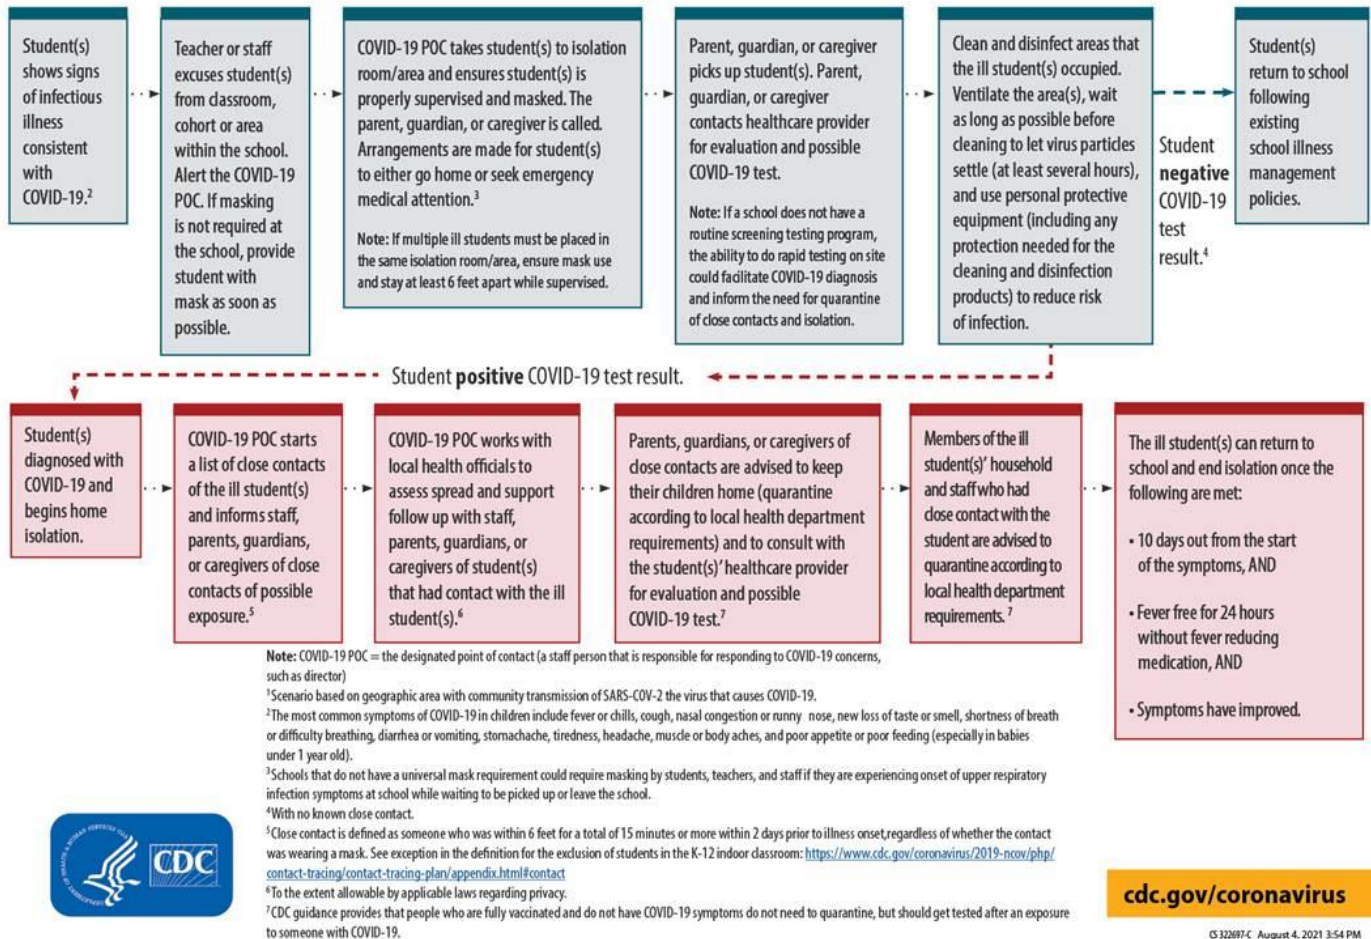 Student(s)
shows signs
of infectious
illness
consistent
with
COVID-19.²
Teacher or staff
excuses student(s)
from classroom,
cohort or area
within the school.
Alert the COVID-19
POC. If masking
is not required at
the school, provide
student with
mask as soon as
possible.
COVID-19 POC takes student(s) to isolation
room/area and ensures student(s) is
properly supervised and masked. The
parent, guardian, or caregiver is called.
Arrangements are made for student(s)
to either go home or seek emergency
medical attention.³
Note: If multiple ill students must be placed in
the same isolation room/area, ensure mask use
and stay at least 6 feet apart while supervised.
Parent, guardian, or caregiver
picks up student(s). Parent,
guardian, or caregiver
contacts healthcare provider
for evaluation and possible
COVID-19 test.
Note: If a school does not have a
routine screening testing program,
the ability to do rapid testing on site
could facilitate COVID-19 diagnosis
and inform the need for quarantine
of close contacts and isolation.
Clean and disinfect areas that
the ill student(s) occupied.
Ventilate the area(s), wait
as long as possible before
cleaning to let virus particles
settle (at least several hours),
and use personal protective
equipment (including any
protection needed for the
cleaning and disinfection
products) to reduce risk
of infection.
Student
negative
COVID-19
test
result.⁴
Student(s)
return to school
following
existing
school illness
management
policies.
Student positive COVID-19 test result.
Student(s)
diagnosed with
COVID-19 and
begins home
isolation.
COVID-19 POC starts
a list of close contacts
of the ill student(s)
and informs staff,
parents, guardians,
or caregivers of close
contacts of possible
exposure.⁵
COVID-19 POC works with
local health officials to
assess spread and support
follow up with staff,
parents, guardians, or
caregivers of student(s)
that had contact with the ill
student(s).⁶
Parents, guardians, or caregivers of
close contacts are advised to keep
their children home (quarantine
according to local health department
requirements) and to consult with
the student(s)' healthcare provider
for evaluation and possible
COVID-19 test.⁷
Members of the ill
student(s)' household
and staff who had
close contact with the
student are advised to
quarantine according to
local health department
requirements. ⁷
The ill student(s) can return to
school and end isolation once the
following are met:
• 10 days out from the start
of the symptoms, AND
• Fever free for 24 hours
without fever reducing
medication, AND
• Symptoms have improved.
Note: COVID-19 POC = the designated point of contact (a staff person that is responsible for responding to COVID-19 concerns,
such as director)
¹Scenario based on geographic area with community transmission of SARS-COV-2 the virus that causes COVID-19.
²The most common symptoms of COVID-19 in children include fever or chills, cough, nasal congestion or runny nose, new loss of taste or smell, shortness of breath
or difficulty breathing, diarrhea or vomiting, stomachache, tiredness, headache, muscle or body aches, and poor appetite or poor feeding (especially in babies
under 1 year old).
³Schools that do not have a universal mask requirement could require masking by students, teachers, and staff if they are experiencing onset of upper respiratory
infection symptoms at school while waiting to be picked up or leave the school.
⁴With no known close contact.
⁵Close contact is defined as someone who was within 6 feet for a total of 15 minutes or more within 2 days prior to illness onset,regardless of whether the contact
was wearing a mask. See exception in the definition for the exclusion of students in the K-12 indoor classroom: https://www.cdc.gov/coronavirus/2019-ncov/php/
contact-tracing/contact-tracing-plan/appendix.html#contact
⁶To the extent allowable by applicable laws regarding privacy.
⁷CDC guidance provides that people who are fully vaccinated and do not have COVID-19 symptoms do not need to quarantine, but should get tested after an exposure
to someone with COVID-19.
CDC
cdc.gov/coronavirus
CS 322697-C August 4, 2021 3:54 PM